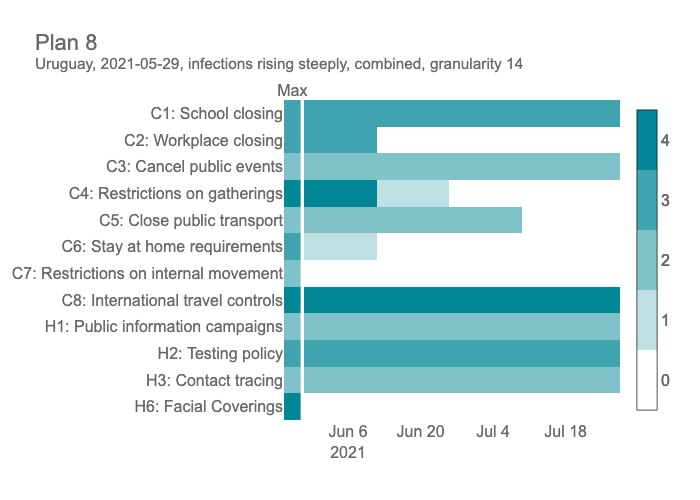 Plan 8
Uruguay, 2021-05-29, infections rising steeply, combined, granularity 14
Max
C1: School closing
C2: Workplace closing
C3: Cancel public events
C4: Restrictions on gatherings
C5: Close public transport
C6: Stay at home requirements
C7: Restrictions on internal movement
C8: International travel controls
H1: Public information campaigns
H2: Testing policy
H3: Contact tracing
H6: Facial Coverings
Jun 6 Jun 20 Jul 4 Jul 18
2021
4
3
2
1
0